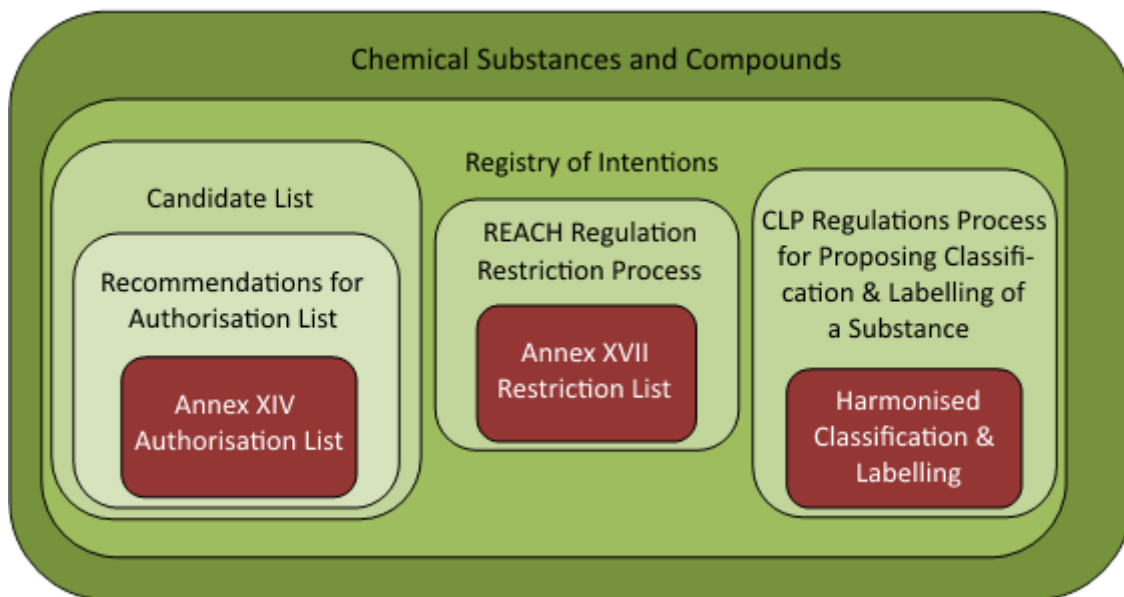 Chemical Substances and Compounds
Registry of Intentions
Candidate List
Recommendations for
Authorisation List
Annex XIV
Authorisation List
REACH Regulation
Restriction Process
Annex XVII
Restriction List
CLP Regulations Process
for Proposing Classifi-
cation & Labelling of
a Substance
Harmonised
Classification &
Labelling